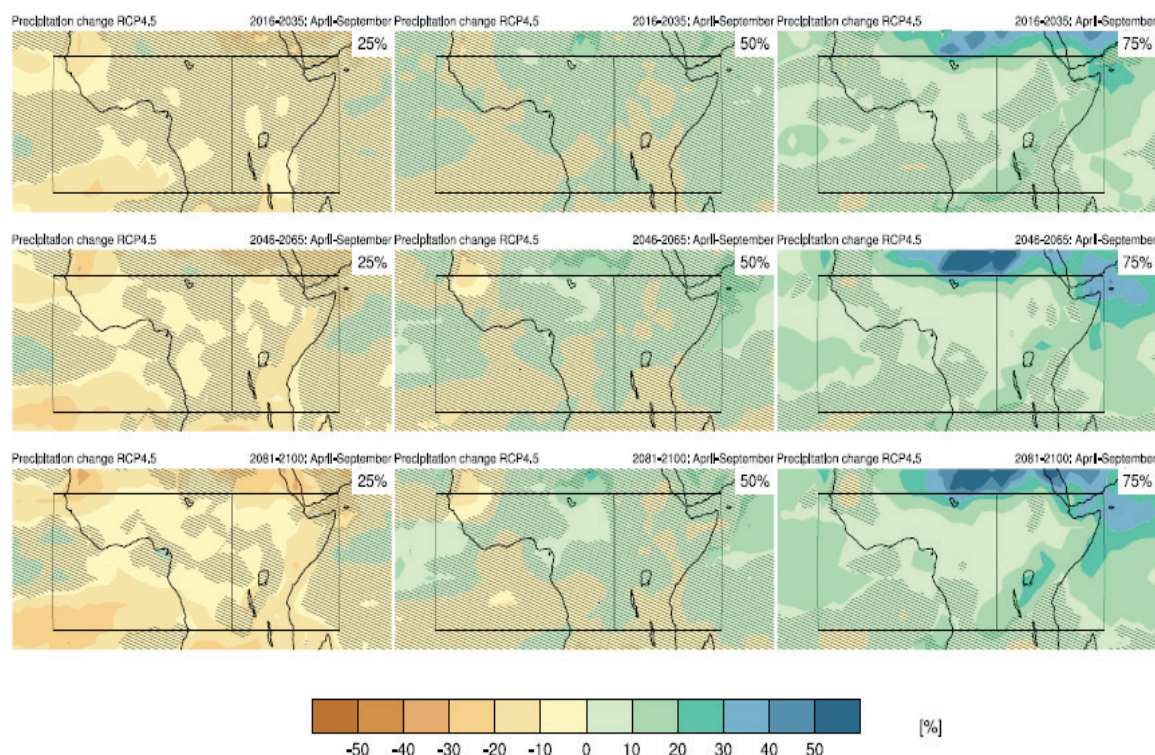 Precipitation change RCP4.5 2016-2035: April-September Precipitation change RCP4.5 2016-2035: April-September Precipitation change RCP4.5 2016-2035: April-September
25% 50% 75%
Precipitation change RCP4.5 2046-2065: April-September Precipitation change RCP4.5 2046-2065: April-September Precipitation change RCP4.5 2046-2065: April-September
25% 50% 75%
Precipitation change RCP4.5 2081-2100: April-September Precipitation change RCP4.5 2081-2100: April-September Precipitation change RCP4.5 2081-2100: April-September
25% 50% 75%
[%]
-50 -40 -30 -20 -10 0 10 20 30 40 50